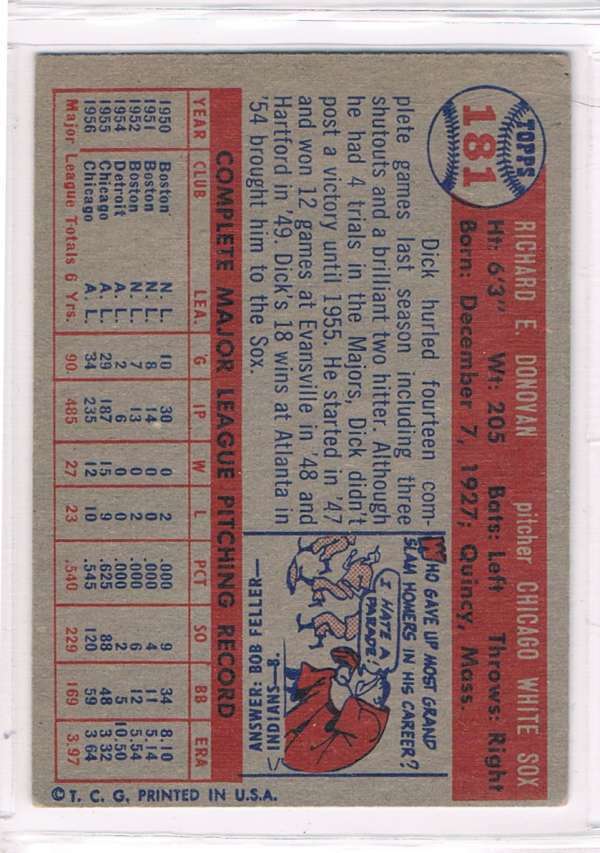 TOPPS
181
RICHARD E. DONOVAN pitcher CHICAGO WHITE SOX
Ht: 6'3" Wt: 205 Bats: Left Throws: Right
Born: December 7, 1927; Quincy, Mass.
Dick hurled fourteen com-
plete games last season including three
shutouts and a brilliant two hitter. Although
he had 4 trials in the Majors, Dick didn't
post a victory until 1955. He started in '47
and won 12 games at Evansville in '48 and
Hartford in '49. Dick's 18 wins at Atlanta in
'54 brought him to the Sox.
WHO GAVE UP MOST GRAND
SLAM HOMERS IN HIS CAREER?
I HATE A
PARADE!
ANSWER: BOB FELLER—
INDIANS—8.
COMPLETE MAJOR LEAGUE PITCHING RECORD
YEAR CLUB LEA. G IP W L PCT SO BB ERA
1950 Boston N. L. 10 30 0 2 .000 9 34 8.10
1951 Boston N. L. 8 14 0 0 .000 4 11 5.14
1952 Boston N. L. 7 13 0 2 .000 6 12 5.54
1954 Detroit A. L. 2 6 0 0 .000 2 5 10.50
1955 Chicago A. L. 29 187 15 9 .625 88 48 3.32
1956 Chicago A. L. 34 235 12 10 .545 120 59 3.64
Major League Totals 6 Yrs. 90 485 27 23 .540 229 169 3.97
© T. C. G. PRINTED IN U.S.A.